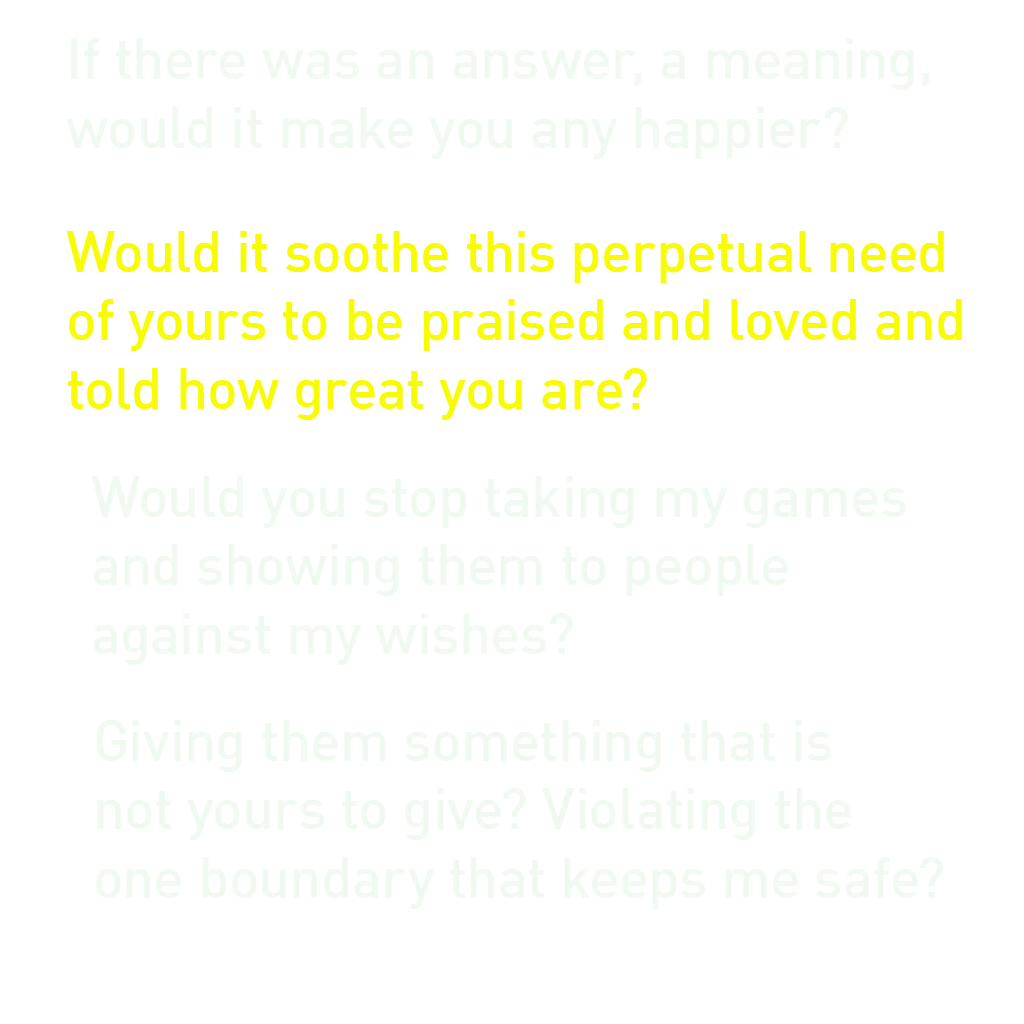 If there was an answer, a meaning,
would it make you any happier?
Would it soothe this perpetual need
of yours to be praised and loved and
told how great you are?
Would you stop taking my games
and showing them to people
against my wishes?
Giving them something that is
not yours to give? Violating the
one boundary that keeps me safe?